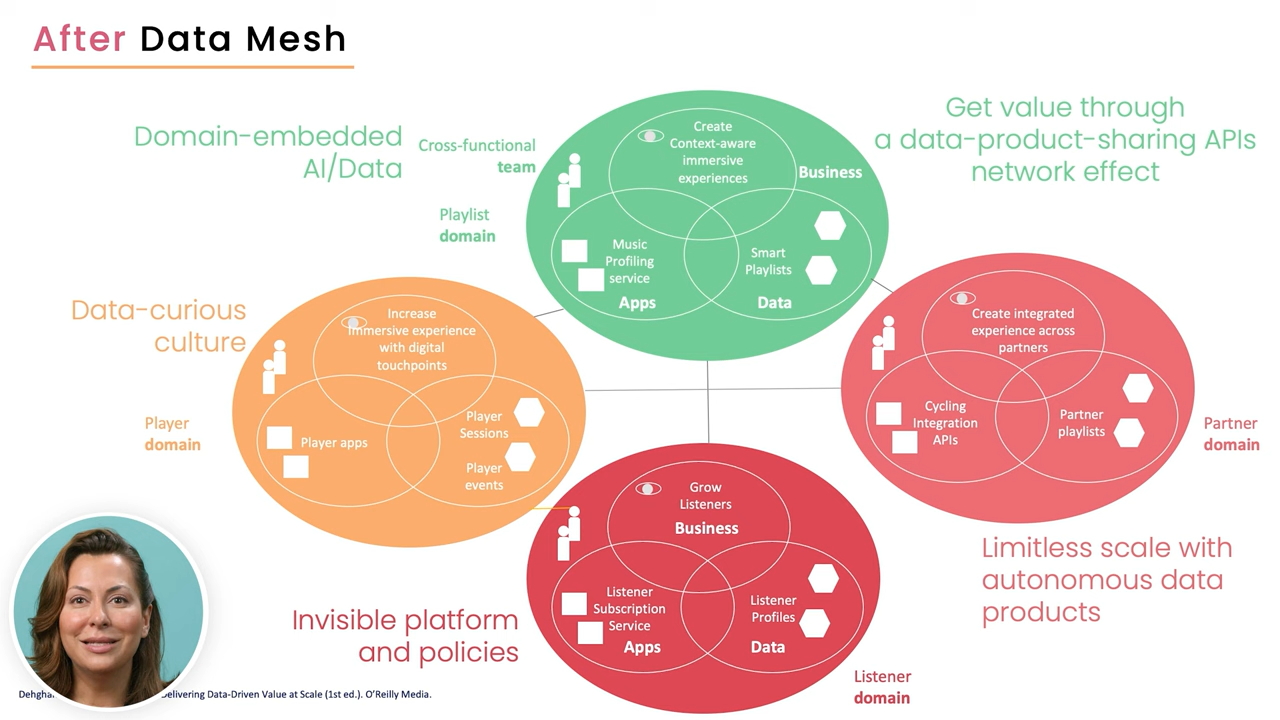 After Data Mesh
Domain-embedded
AI/Data
Cross-functional
team
Playlist
domain
Create
Context-aware
immersive
experiences
Business
Music
Profiling
service
Apps
Smart
Playlists
Data
Get value through
a data-product-sharing APIs
network effect
Data-curious
culture
Player
domain
Increase
immersive experience
with digital
touchpoints
Player apps
Player
Sessions
Player
events
Create integrated
experience across
partners
Cycling
Integration
APIs
Partner
playlists
Partner
domain
Grow
Listeners
Business
Listener
Subscription
Service
Apps
Listener
Profiles
Data
Listener
domain
Invisible platform
and policies
Limitless scale with
autonomous data
products
Delivering Data-Driven Value at Scale (1st ed.). O'Reilly Media.